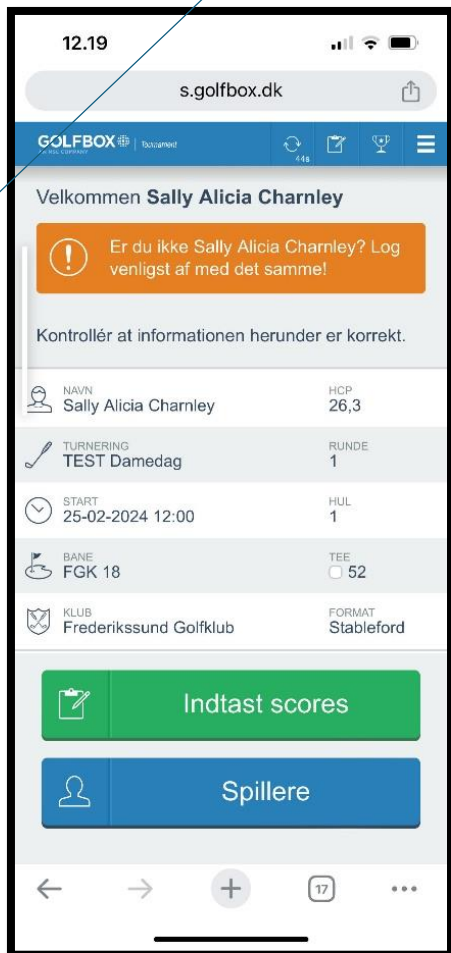 12.19
s.golfbox.dk
GOLFBOX | Tournament
44s
Velkommen Sally Alicia Charnley
Er du ikke Sally Alicia Charnley? Log
venligst af med det samme!
Kontrollér at informationen herunder er korrekt.
NAVN HCP
Sally Alicia Charnley 26,3
TURNERING RUNDE
TEST Damedag 1
START HUL
25-02-2024 12:00 1
BANE TEE
FGK 18 52
KLUB FORMAT
Frederikssund Golfklub Stableford
Indtast scores
Spillere
17